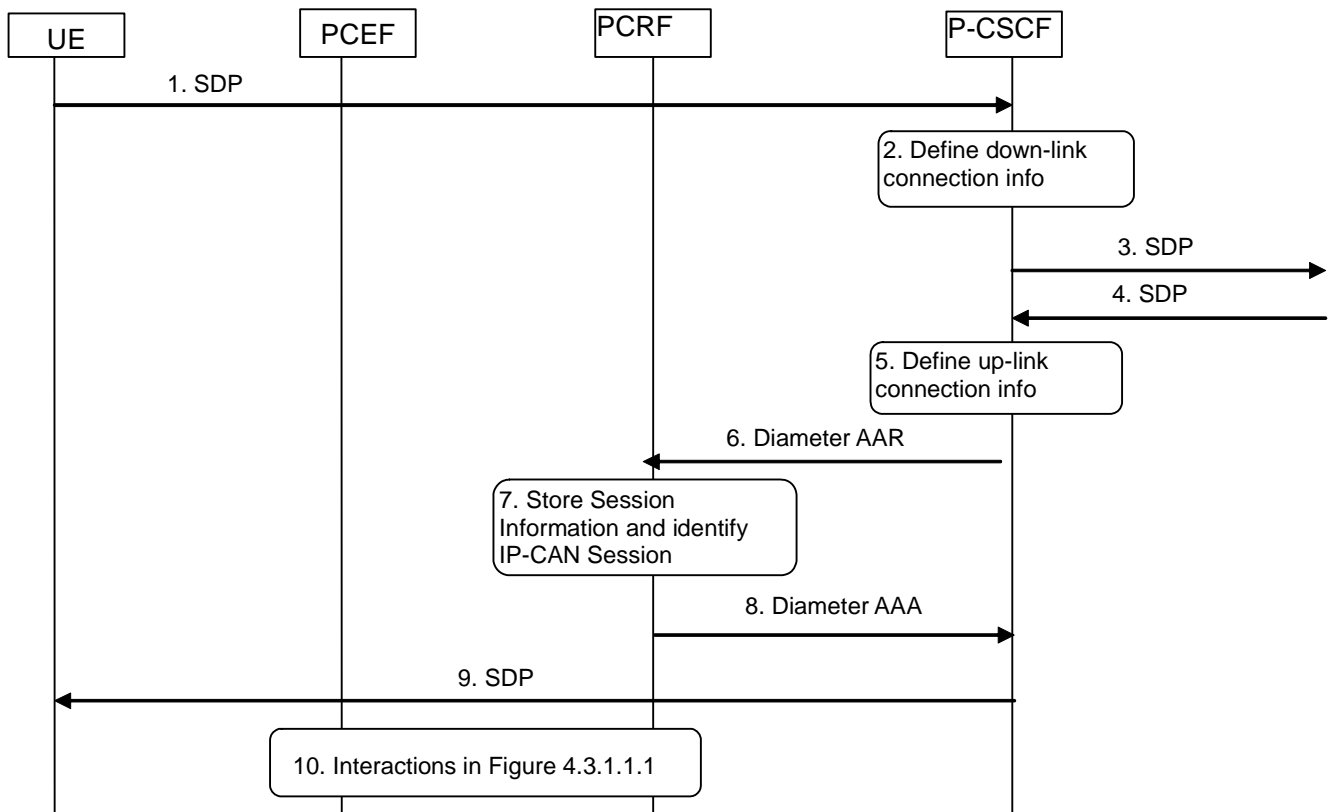 UE
PCEF
PCRF
P-CSCF
1. SDP
2. Define down-link
connection info
3. SDP
4. SDP
5. Define up-link
connection info
6. Diameter AAR
7. Store Session
Information and identify
IP-CAN Session
8. Diameter AAA
9. SDP
10. Interactions in Figure 4.3.1.1.1